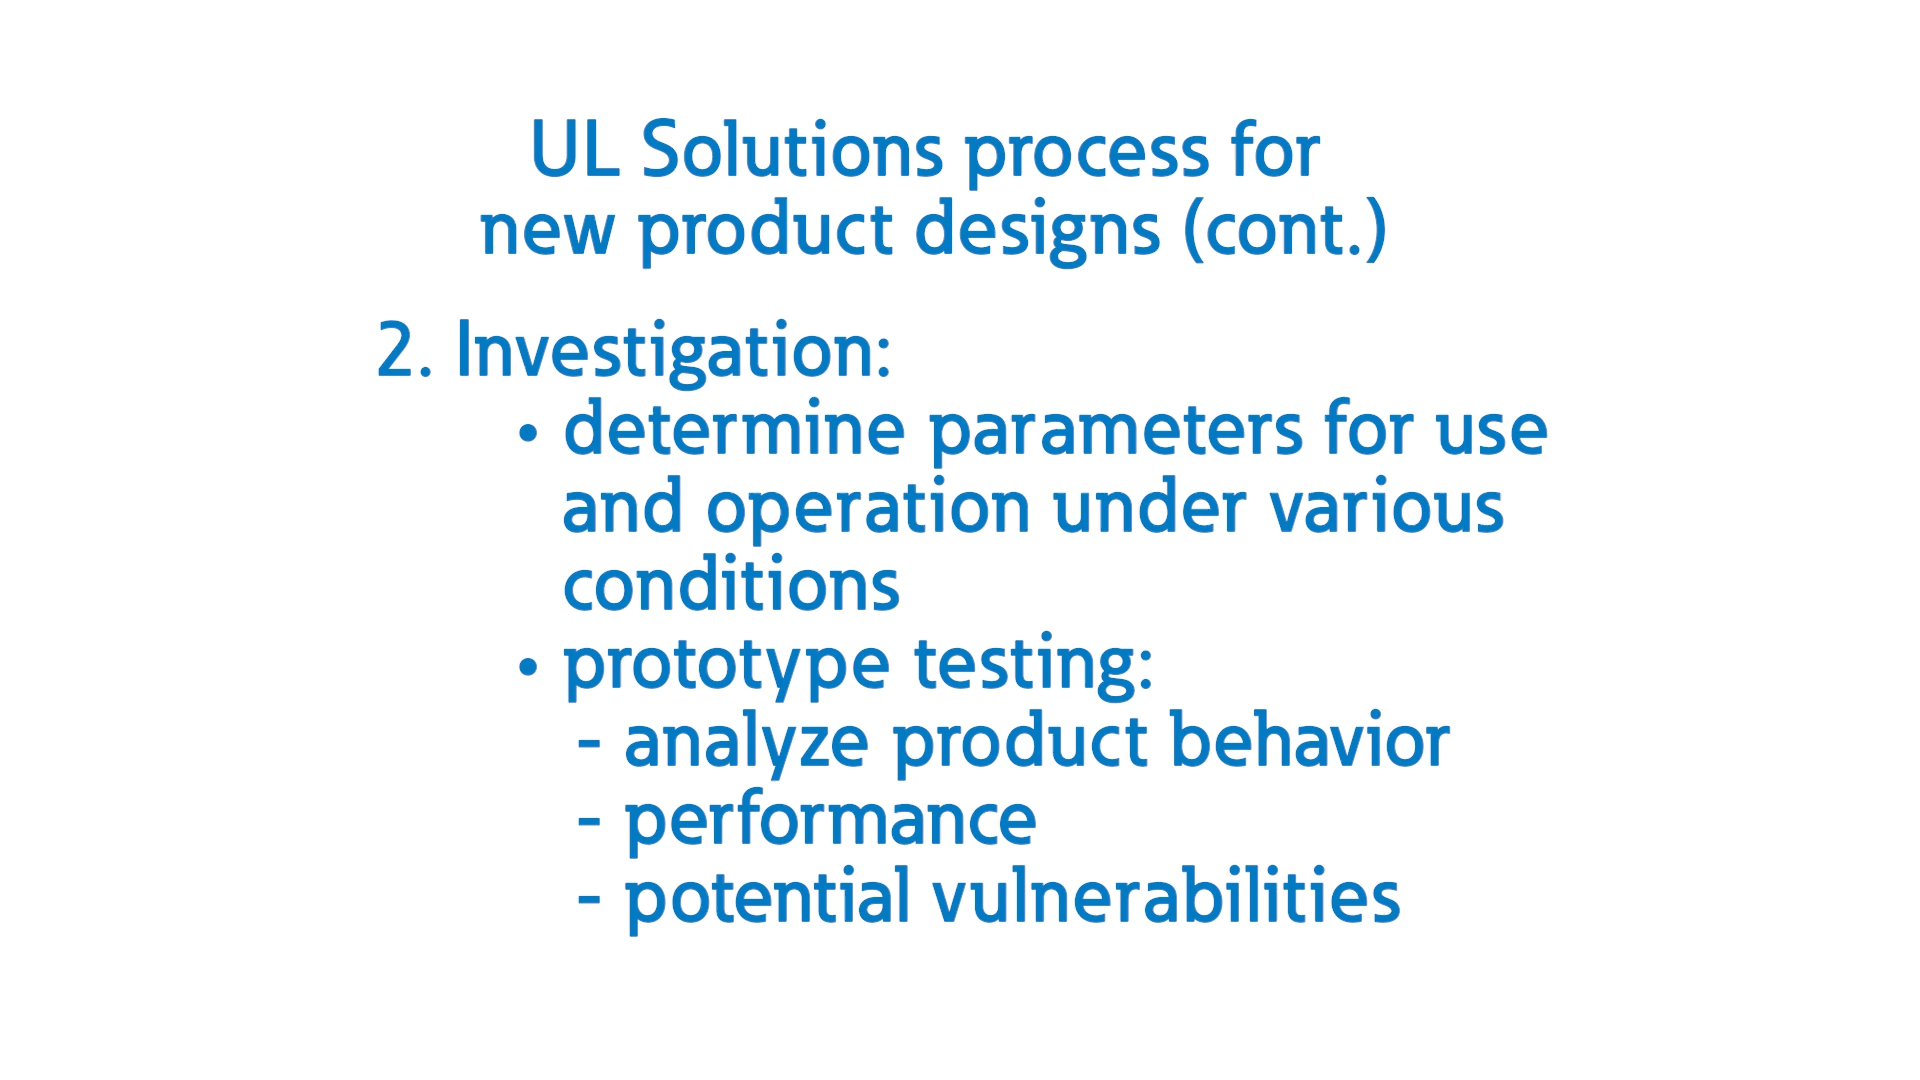 UL Solutions process for
new product designs (cont.)
2. Investigation:
• determine parameters for use
and operation under various
conditions
• prototype testing:
- analyze product behavior
- performance
- potential vulnerabilities